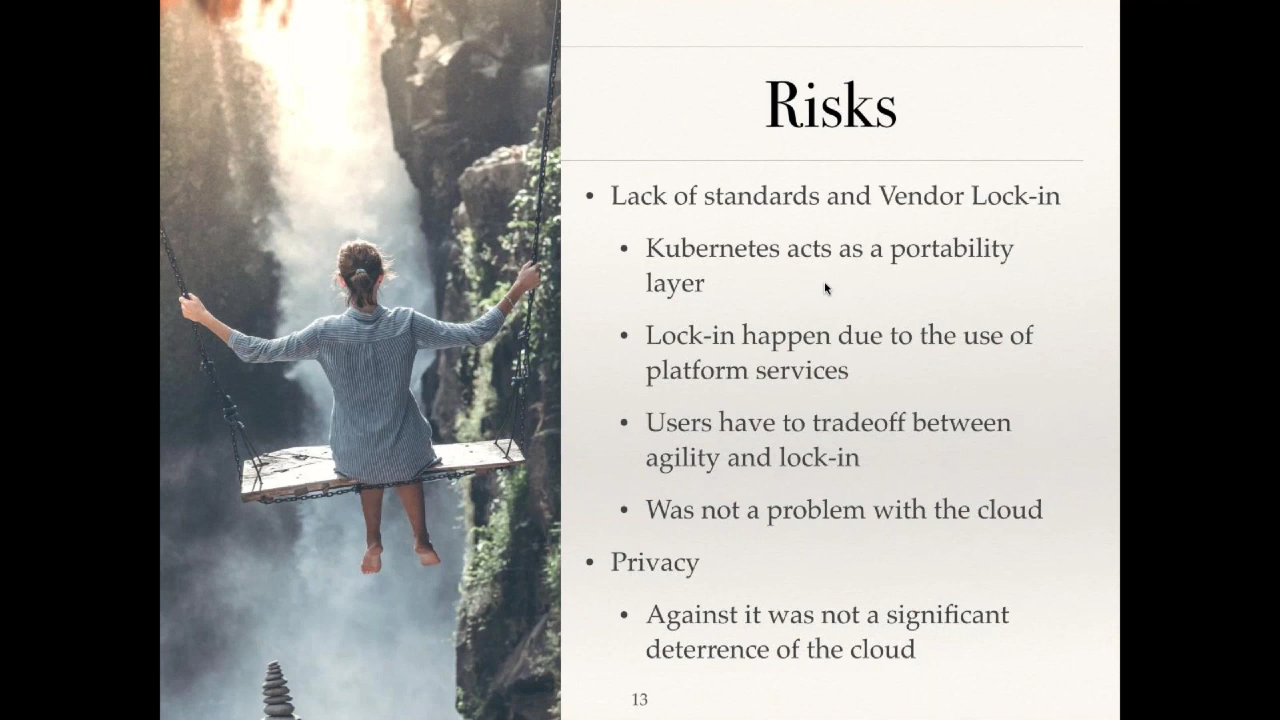 Risks
• Lack of standards and Vendor Lock-in
• Kubernetes acts as a portability
layer
• Lock-in happen due to the use of
platform services
• Users have to tradeoff between
agility and lock-in
• Was not a problem with the cloud
• Privacy
• Against it was not a significant
deterrence of the cloud
13